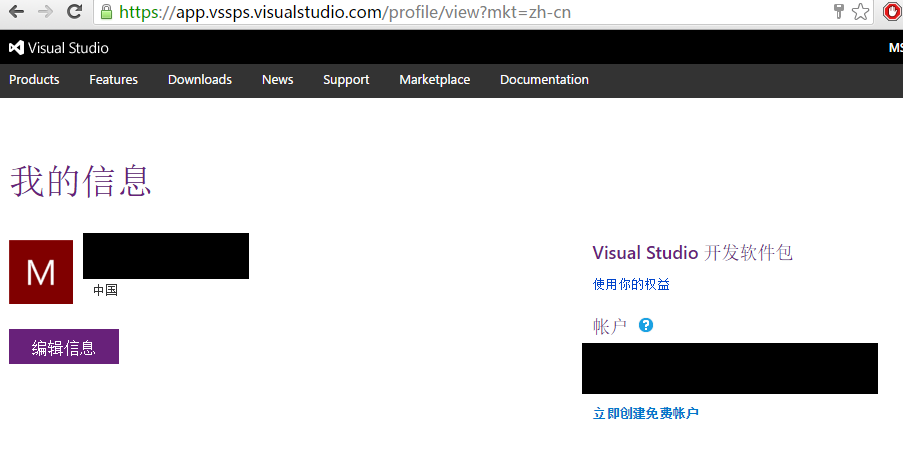 https://app.vssps.visualstudio.com/profile/view?mkt=zh-cn
Visual Studio
MS
Products Features Downloads News Support Marketplace Documentation
我的信息
M
中国
编辑信息
Visual Studio 开发软件包
使用你的权益
帐户 ?
立即创建免费帐户